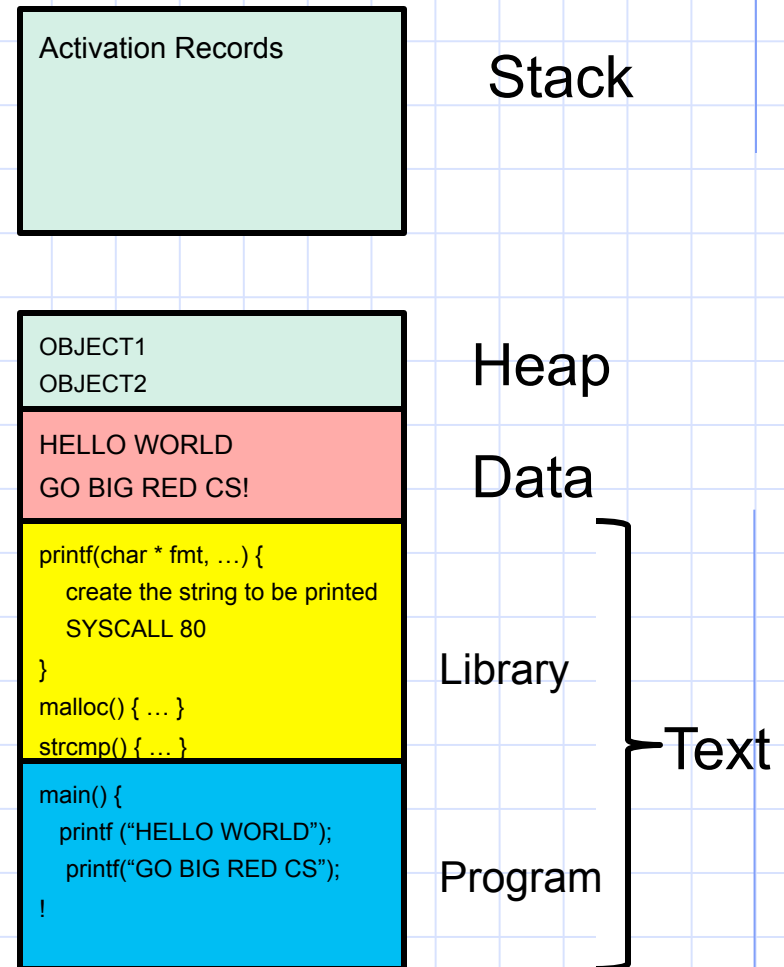 Activation Records
Stack
OBJECT1
OBJECT2
Heap
HELLO WORLD
GO BIG RED CS!
Data
printf(char * fmt, …) {
create the string to be printed
SYSCALL 80
}
malloc() { … }
strcmp() { … }
Library
Text
main() {
printf (“HELLO WORLD”);
printf(“GO BIG RED CS”);
!
Program